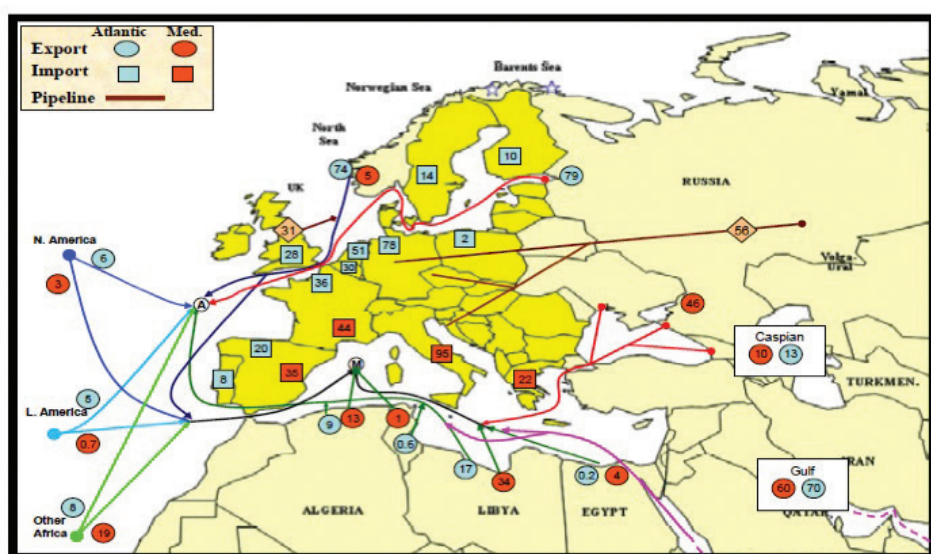 Atlantic Med.
Export
Import
Pipeline
Barents Sea
Norwegian Sea
Yamal
North
Sea
74
5
14
10
79
UK
RUSSIA
31
28
51
78
2
56
30
36
N. America
6
3
A
Volga-
Ural
44
95
46
Caspian
10 13
20
M
8
35
22
TURKMEN.
L. America
5
0.7
9
13
1
0.6
17
34
0.2
4
Gulf
60 70
IRAN
QATAR
Other
Africa
8
19
ALGERIA
LIBYA
EGYPT